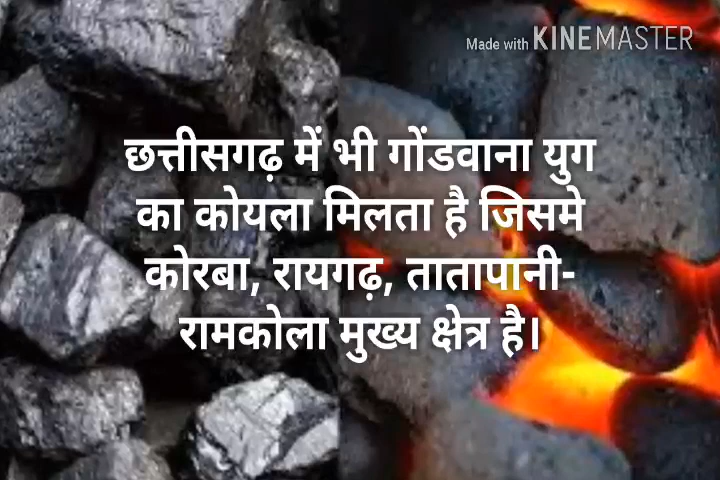 Made with KINEMASTER
छत्तीसगढ़ में भी गोंडवाना युग
का कोयला मिलता है जिसमे
कोरबा, रायगढ़, तातापानी-
रामकोला मुख्य क्षेत्र है।